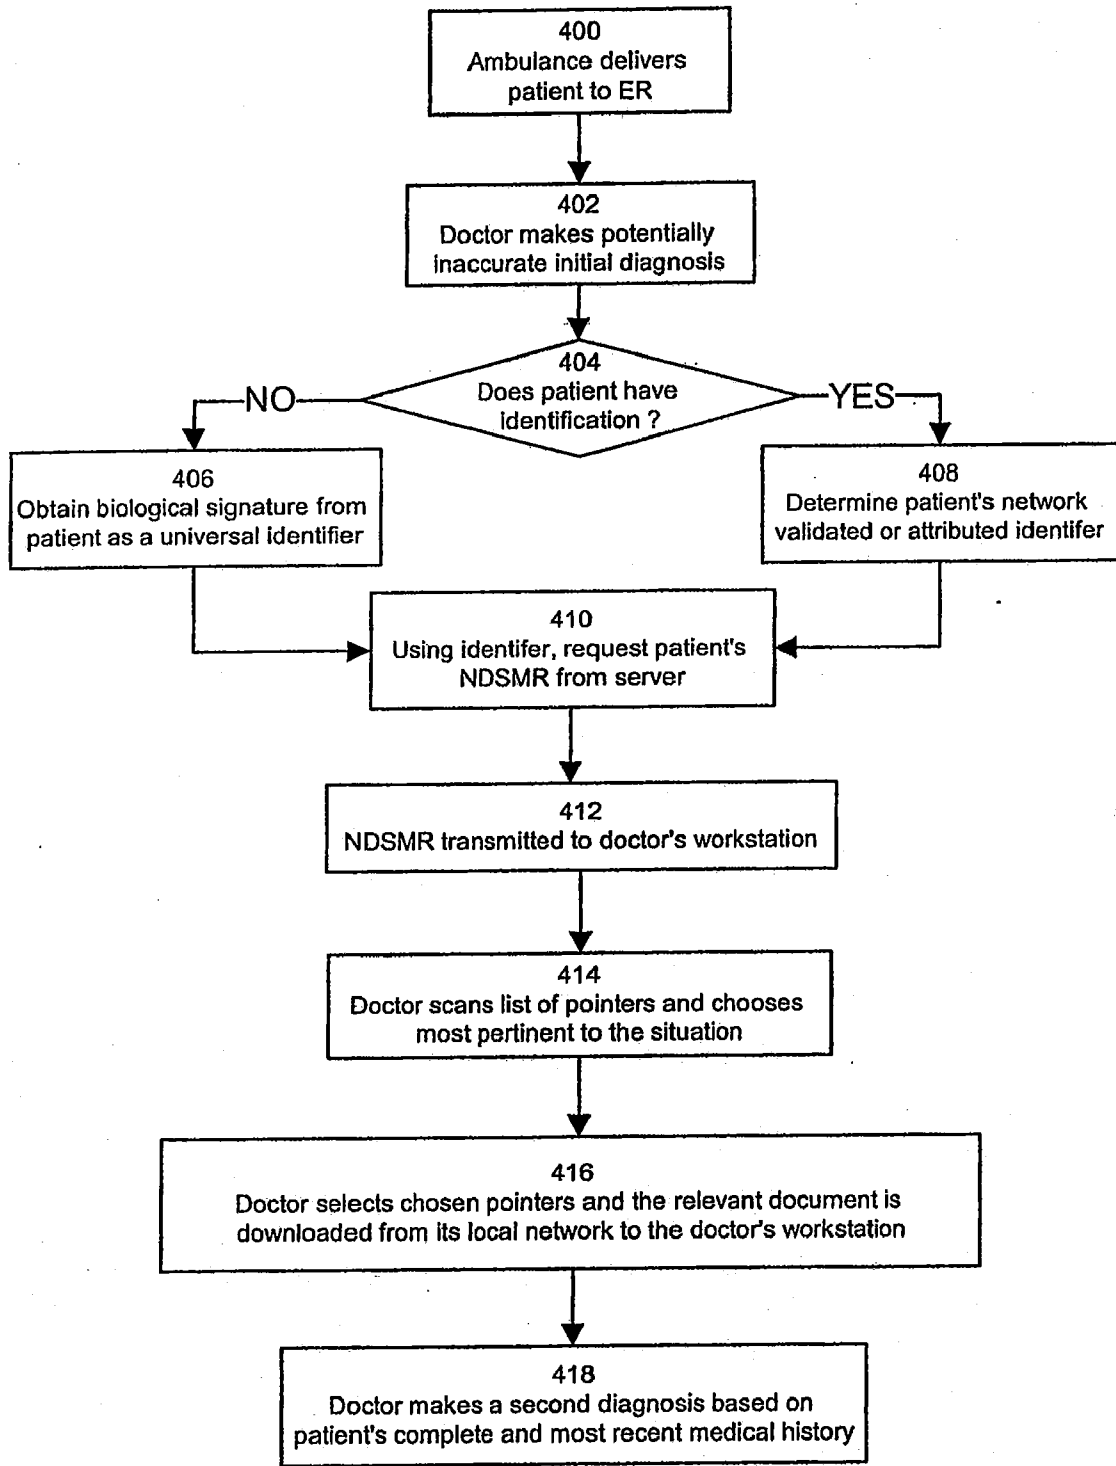 400
Ambulance delivers
patient to ER
402
Doctor makes potentially
inaccurate initial diagnosis
404
Does patient have
identification ?
NO
YES
406
Obtain biological signature from
patient as a universal identifier
408
Determine patient's network
validated or attributed identifer
410
Using identifer, request patient's
NDSMR from server
412
NDSMR transmitted to doctor's workstation
414
Doctor scans list of pointers and chooses
most pertinent to the situation
416
Doctor selects chosen pointers and the relevant document is
downloaded from its local network to the doctor's workstation
418
Doctor makes a second diagnosis based on
patient's complete and most recent medical history